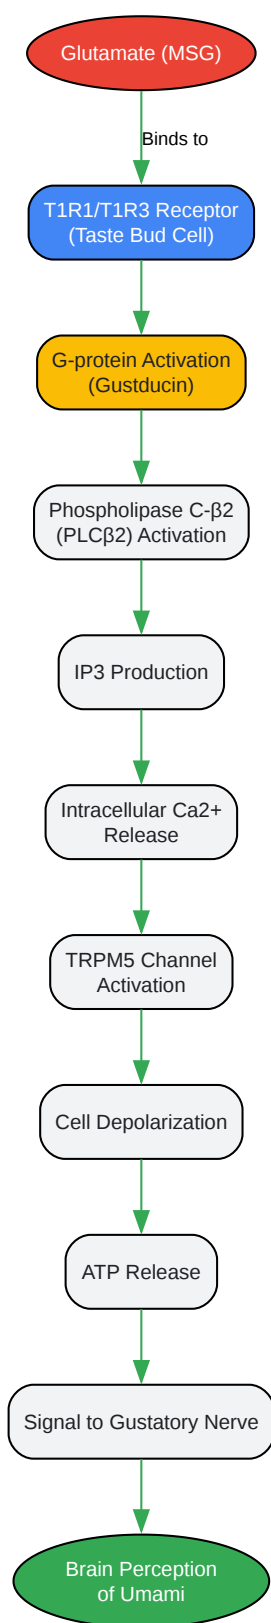 Glutamate (MSG)
Binds to
T1R1/T1R3 Receptor
(Taste Bud Cell)
G-protein Activation
(Gustducin)
Phospholipase C-β2
(PLCβ2) Activation
IP3 Production
Intracellular Ca2+
Release
TRPM5 Channel
Activation
Cell Depolarization
ATP Release
Signal to Gustatory Nerve
Brain Perception
of Umami